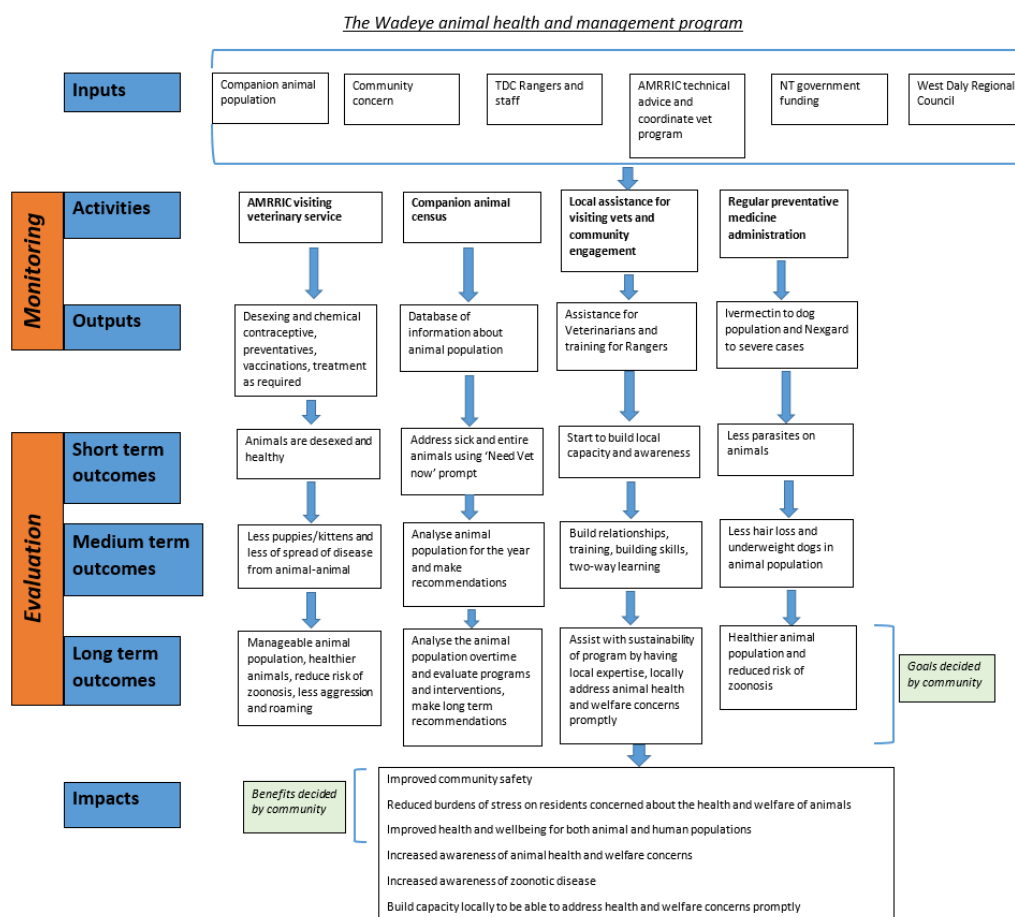 The Wadeye animal health and management program
Inputs
Companion animal
population
Community
concern
TDC Rangers and
staff
AMRRIC technical
advice and
coordinate vet
program
NT government
funding
West Daly Regional
Council
Monitoring
Activities
AMRRIC visiting
veterinary service
Companion animal
census
Local assistance for
visiting vets and
community
engagement
Regular preventative
medicine
administration
Outputs
Desexing and chemical
contraceptive,
preventatives,
vaccinations, treatment
as required
Database of
information about
animal population
Assistance for
Veterinarians and
training for Rangers
Ivermectin to dog
population and Nexgard
to severe cases
Evaluation
Short term
outcomes
Animals are desexed and
healthy
Address sick and entire
animals using ‘Need Vet
now’ prompt
Start to build local
capacity and awareness
Less parasites on
animals
Medium term
outcomes
Less puppies/kittens and
less of spread of disease
from animal-animal
Analyse animal
population for the year
and make
recommendations
Build relationships,
training, building skills,
two-way learning
Less hair loss and
underweight dogs in
animal population
Long term
outcomes
Manageable animal
population, healthier
animals, reduce risk of
zoonosis, less aggression
and roaming
Analyse the animal
population overtime
and evaluate programs
and interventions,
make long term
recommendations
Assist with sustainability
of program by having
local expertise, locally
address animal health
and welfare concerns
promptly
Healthier animal
population and
reduced risk of
zoonosis
Goals decided
by community
Impacts
Benefits decided
by community
Improved community safety
Reduced burdens of stress on residents concerned about the health and welfare of animals
Improved health and wellbeing for both animal and human populations
Increased awareness of animal health and welfare concerns
Increased awareness of zoonotic disease
Build capacity locally to be able to address health and welfare concerns promptly